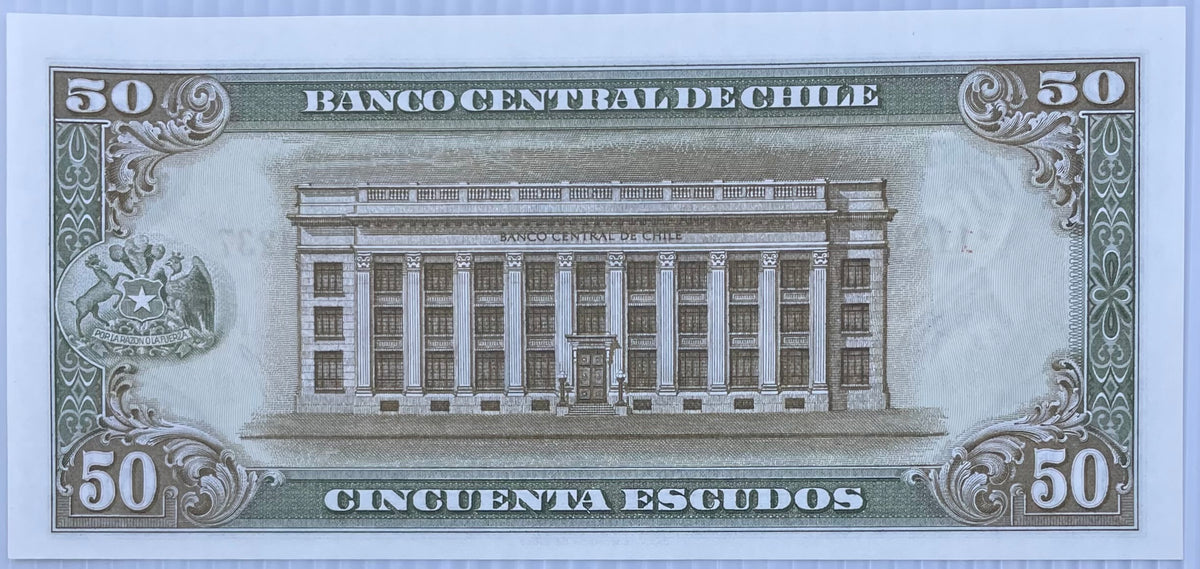 50 BANCO CENTRAL DE CHILE 50
BANCO CENTRAL DE CHILE
POR LA RAZON O LA FUERZA
50 CINCUENTA ESCUDOS 50